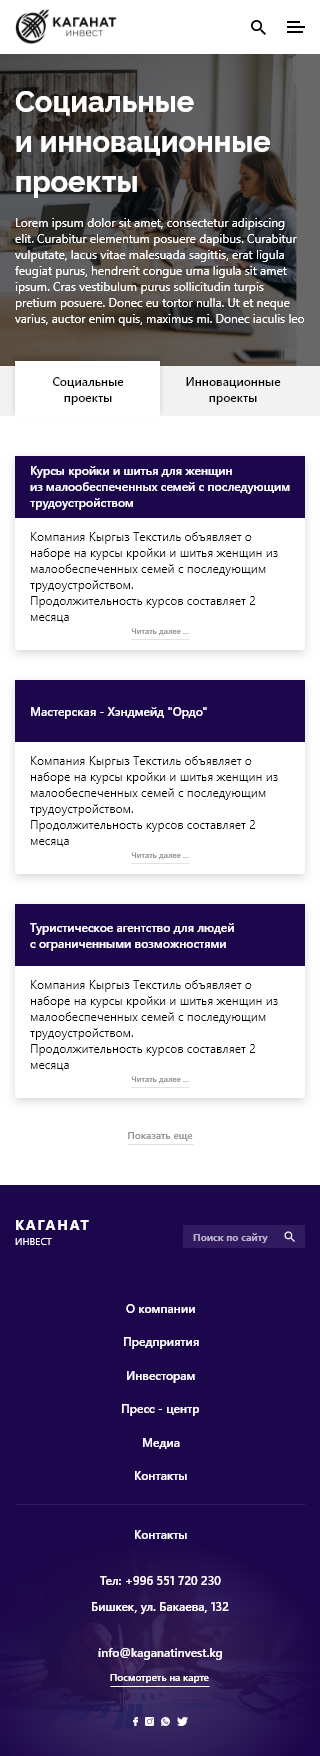 КАГАНАТ
ИНВЕСТ
Социальные
и инновационные
проекты
Lorem ipsum dolor sit amet, consectetur adipiscing
elit. Curabitur elementum posuere dapibus. Curabitur
vulputate, lacus vitae malesuada sagittis, erat ligula
feugiat purus, hendrerit congue urna ligula sit amet
ipsum. Cras vestibulum purus sollicitudin turpis
pretium posuere. Donec eu tortor nulla. Ut et neque
varius, auctor enim quis, maximus mi. Donec iaculis leo
Социальные
проекты
Инновационные
проекты
Курсы кройки и шитья для женщин
из малообеспеченных семей с последующим
трудоустройством
Компания Кыргыз Текстиль объявляет о
наборе на курсы кройки и шитья женщин из
малообеспеченных семей с последующим
трудоустройством.
Продолжительность курсов составляет 2
месяца
Читать далее ...
Мастерская - Хэндмейд "Ордо"
Компания Кыргыз Текстиль объявляет о
наборе на курсы кройки и шитья женщин из
малообеспеченных семей с последующим
трудоустройством.
Продолжительность курсов составляет 2
месяца
Читать далее ...
Туристическое агентство для людей
с ограниченными возможностями
Компания Кыргыз Текстиль объявляет о
наборе на курсы кройки и шитья женщин из
малообеспеченных семей с последующим
трудоустройством.
Продолжительность курсов составляет 2
месяца
Читать далее ...
Показать еще
КАГАНАТ
ИНВЕСТ
Поиск по сайту
О компании
Предприятия
Инвесторам
Пресс - центр
Медиа
Контакты
Контакты
Тел: +996 551 720 230
Бишкек, ул. Бакаева, 132
info@kaganatinvest.kg
Посмотреть на карте